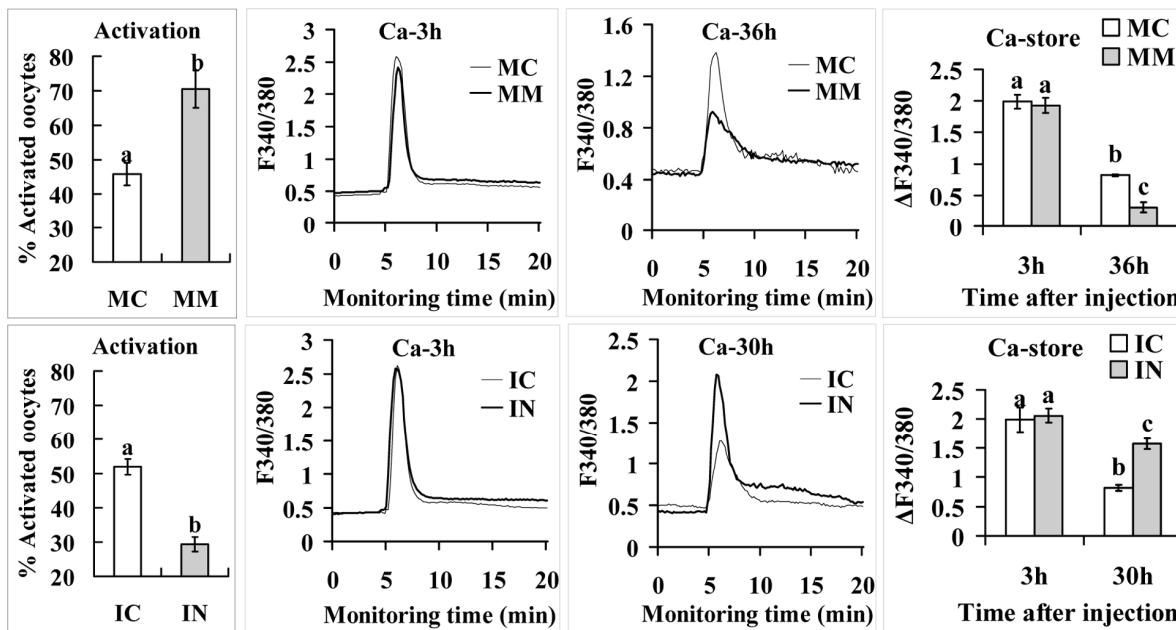 Activation
% Activated oocytes
80
70
60
50
40
30
20
a
b
MC
MM
Ca-3h
F340/380
3
2.5
2
1.5
1
0.5
0
MC
MM
0
5
10
15
20
Monitoring time (min)
Ca-36h
F340/380
1.6
1.2
0.8
0.4
0
MC
MM
0
5
10
15
20
Monitoring time (min)
Ca-store
MC
MM
ΔF340/380
2.5
2
1.5
1
0.5
0
a
a
b
c
3h
36h
Time after injection
Activation
% Activated oocytes
80
70
60
50
40
30
20
a
b
IC
IN
Ca-3h
F340/380
3
2.5
2
1.5
1
0.5
0
IC
IN
0
5
10
15
20
Monitoring time (min)
Ca-30h
F340/380
2.5
2
1.5
1
0.5
0
IC
IN
0
5
10
15
20
Monitoring time (min)
Ca-store
IC
IN
ΔF340/380
2.5
2
1.5
1
0.5
0
a
a
b
c
3h
30h
Time after injection